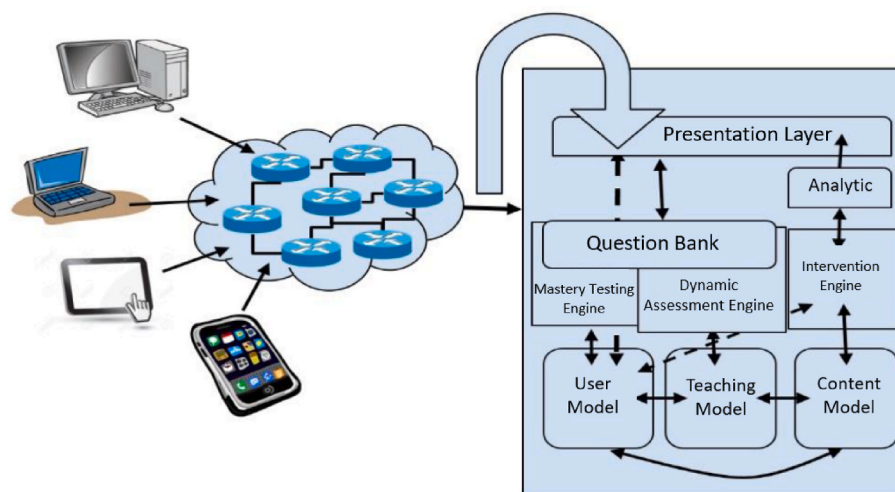 Presentation Layer
Analytic
Question Bank
Mastery Testing
Engine
Dynamic
Assessment Engine
Intervention
Engine
User
Model
Teaching
Model
Content
Model